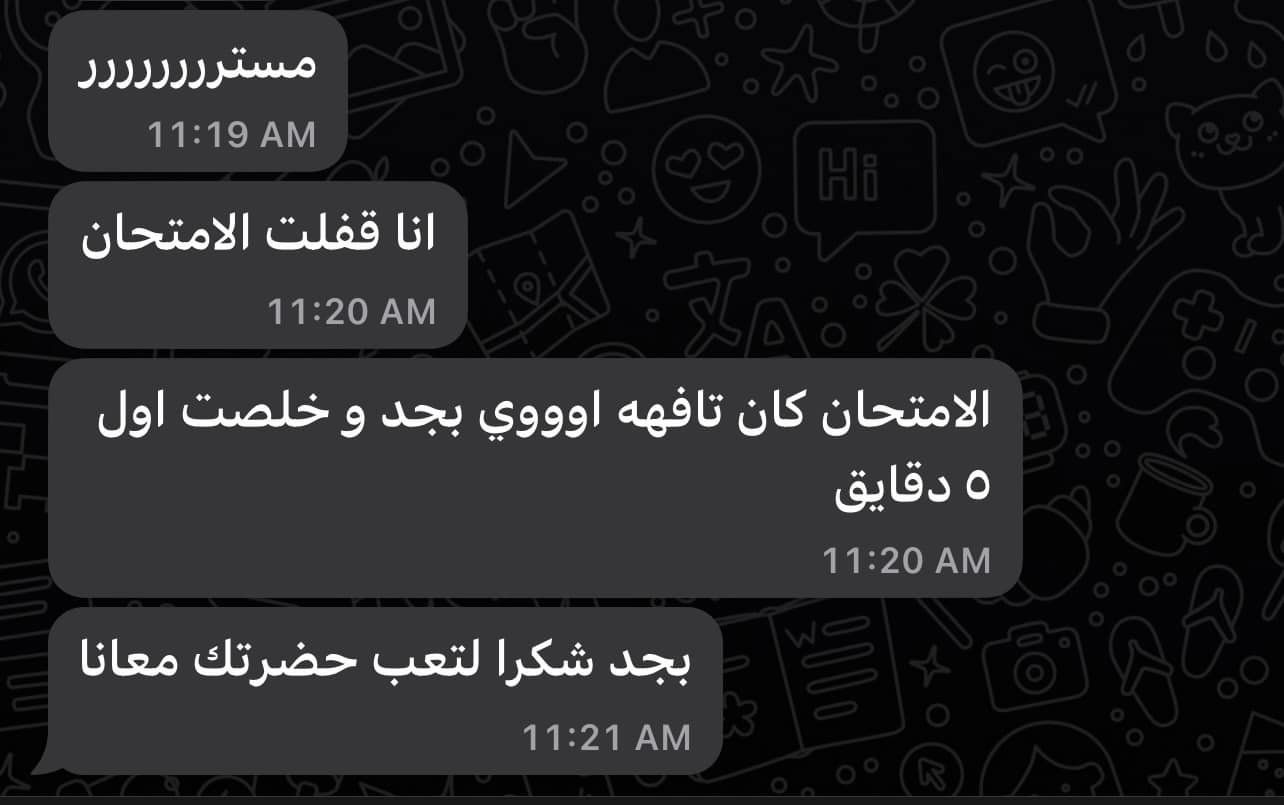 مسترررررررر
11:19 AM
Hi
انا قفلت الامتحان
11:20 AM
الامتحان كان تافهه اوووي بجد و خلصت اول
٥ دقايق
11:20 AM
بجد شكرا لتعب حضرتك معانا
11:21 AM